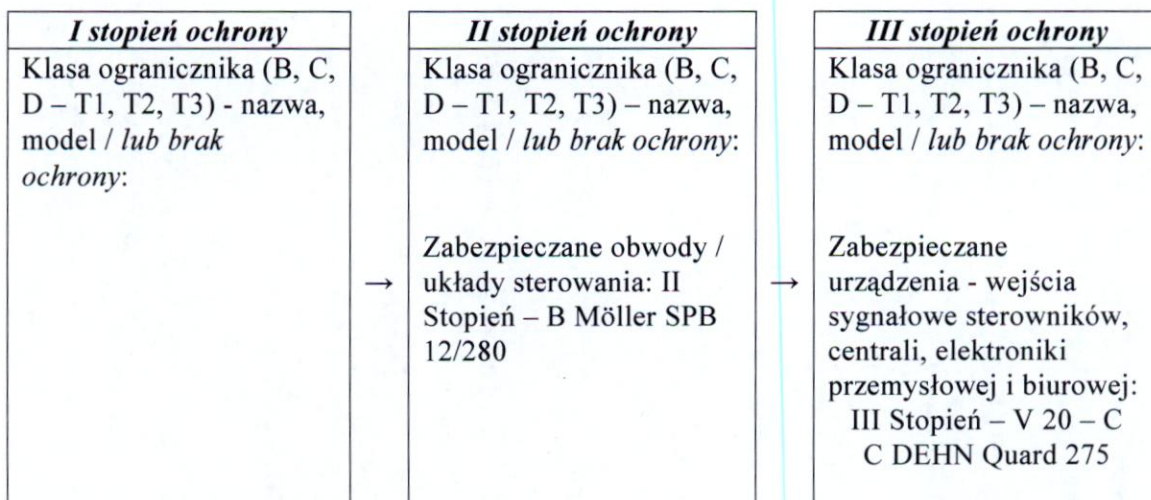 I stopień ochrony
Klasa ogranicznika (B, C,
D – T1, T2, T3) - nazwa,
model / lub brak
ochrony:
→
II stopień ochrony
Klasa ogranicznika (B, C,
D – T1, T2, T3) – nazwa,
model / lub brak ochrony:
Zabezpieczane obwody /
układy sterowania: II
Stopień – B Möller SPB
12/280
→
III stopień ochrony
Klasa ogranicznika (B, C,
D – T1, T2, T3) – nazwa,
model / lub brak ochrony:
Zabezpieczane
urządzenia - wejścia
sygnałowe sterowników,
centrali, elektroniki
przemysłowej i biurowej:
III Stopień – V 20 – C
C DEHN Quard 275